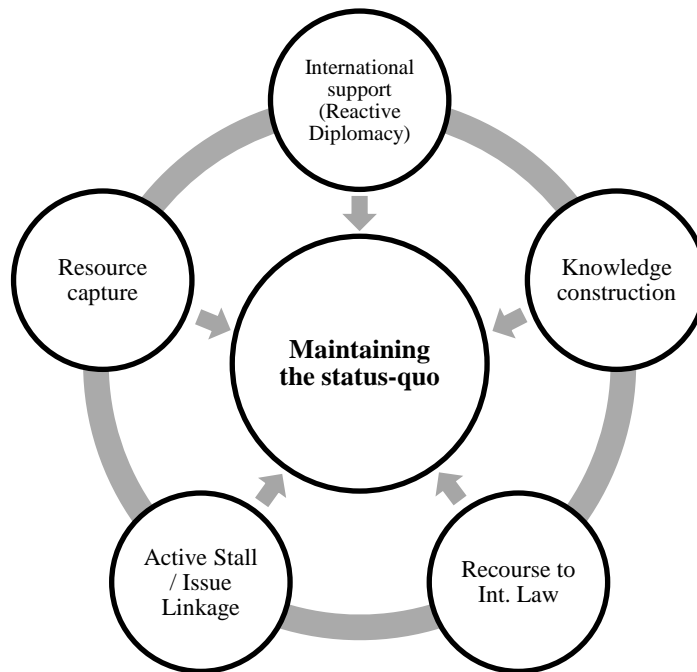 International
support
(Reactive
Diplomacy)
Resource
capture
Knowledge
construction
Maintaining
the status-quo
Active Stall
/ Issue
Linkage
Recourse to
Int. Law